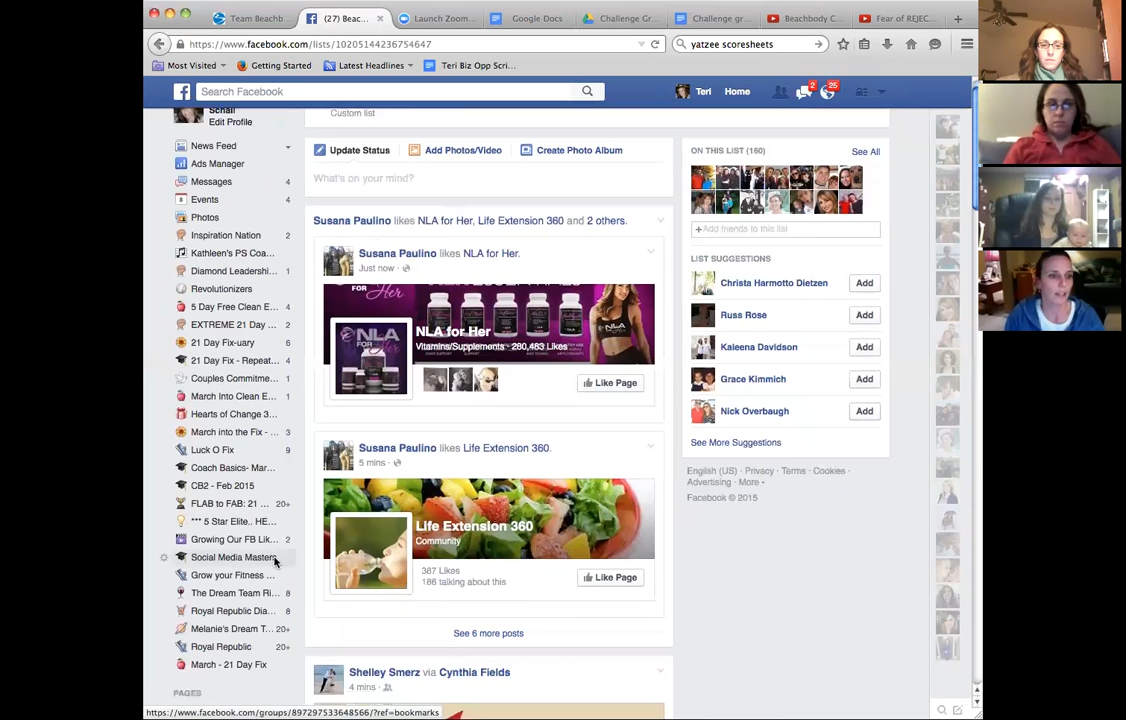 Team Beachb...
(27) Beac...
Launch Zoom...
Google Docs
Challenge Gr...
Challenge gr...
Beachbody C...
Fear of REJEC...
https://www.facebook.com/lists/10205144236754647
yatzee scoresheets
Most Visited
Getting Started
Latest Headlines
Teri Biz Opp Scri...
Search Facebook
Teri
Home
2
25
Schall
Edit Profile
News Feed
Ads Manager
Messages 4
Events 4
Photos
Inspiration Nation 2
Kathleen's PS Coa...
Diamond Leadershi... 1
Revolutionizers
5 Day Free Clean E... 4
EXTREME 21 Day ... 2
21 Day Fix-uary 6
21 Day Fix - Repeat... 4
Couples Commitme... 1
March Into Clean E... 1
Hearts of Change 3...
March into the Fix - ... 3
Luck O Fix 9
Coach Basics- Mar...
CB2 - Feb 2015
FLAB to FAB: 21 ... 20+
*** 5 Star Elite.. HE...
Growing Our FB Lik... 2
Social Media Masters
Grow your Fitness ...
The Dream Team Ri... 8
Royal Republic Dia... 8
Melanie's Dream T... 20+
Royal Republic 20+
March - 21 Day Fix
PAGES
Custom list
Update Status
Add Photos/Video
Create Photo Album
What's on your mind?
Susana Paulino likes NLA for Her, Life Extension 360 and 2 others.
Susana Paulino likes NLA for Her.
Just now
FOR Her
NLA for Her
Vitamins/Supplements · 260,463 Likes
Like Page
Susana Paulino likes Life Extension 360.
5 mins
Life Extension 360
Community
387 Likes
186 talking about this
Like Page
See 6 more posts
Shelley Smerz via Cynthia Fields
4 mins
ON THIS LIST (160)
See All
+Add friends to this list
LIST SUGGESTIONS
Christa Harmotto Dietzen Add
Russ Rose Add
Kaleena Davidson Add
Grace Kimmich Add
Nick Overbaugh Add
See More Suggestions
English (US) · Privacy · Terms · Cookies ·
Advertising · More
Facebook © 2015
https://www.facebook.com/groups/897297533648566/?ref=bookmarks